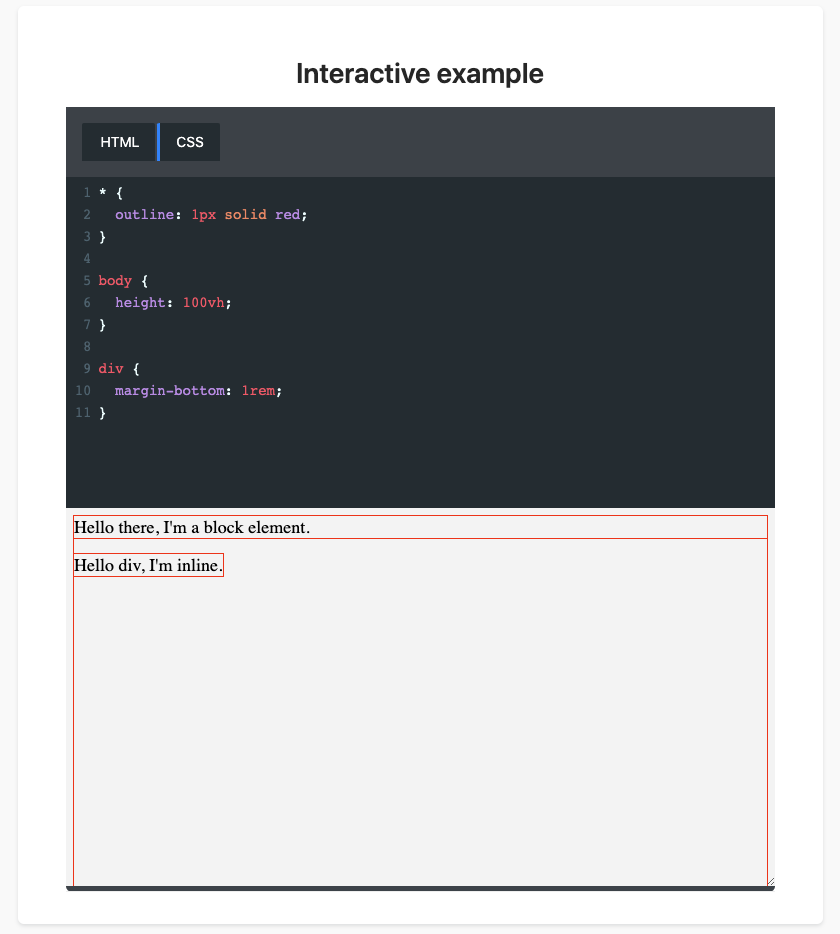 Interactive example
HTML CSS
1 * {
2   outline: 1px solid red;
3 }
4
5 body {
6   height: 100vh;
7 }
8
9 div {
10   margin-bottom: 1rem;
11 }
Hello there, I'm a block element.
Hello div, I'm inline.